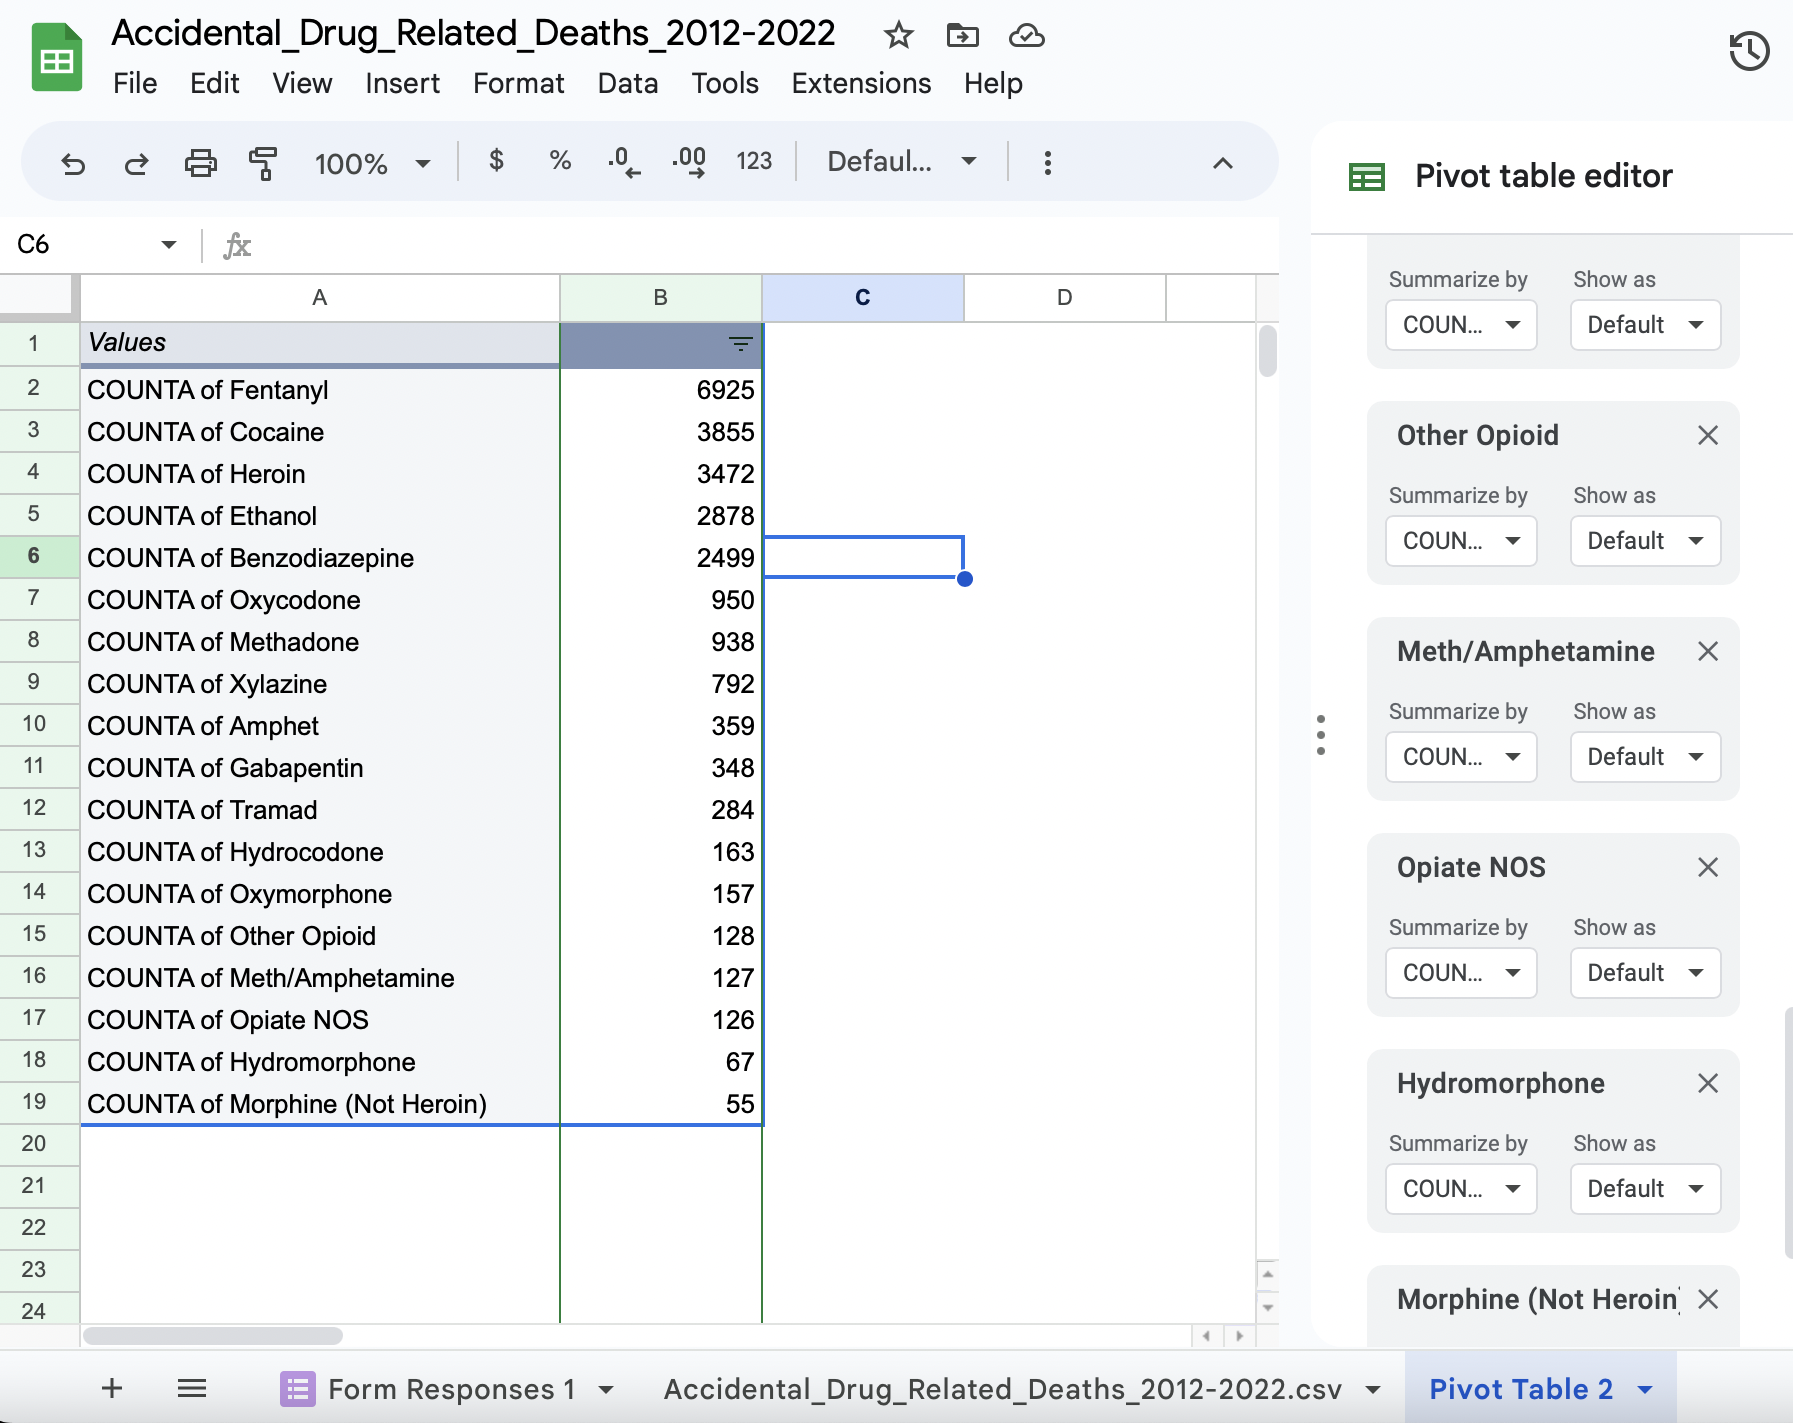 Accidental_Drug_Related_Deaths_2012-2022
File Edit View Insert Format Data Tools Extensions Help
100% $ % .0 .00 123 Defaul...
Pivot table editor
C6 fx
A B C D
1 Values
2 COUNTA of Fentanyl 6925
3 COUNTA of Cocaine 3855
4 COUNTA of Heroin 3472
5 COUNTA of Ethanol 2878
6 COUNTA of Benzodiazepine 2499
7 COUNTA of Oxycodone 950
8 COUNTA of Methadone 938
9 COUNTA of Xylazine 792
10 COUNTA of Amphet 359
11 COUNTA of Gabapentin 348
12 COUNTA of Tramad 284
13 COUNTA of Hydrocodone 163
14 COUNTA of Oxymorphone 157
15 COUNTA of Other Opioid 128
16 COUNTA of Meth/Amphetamine 127
17 COUNTA of Opiate NOS 126
18 COUNTA of Hydromorphone 67
19 COUNTA of Morphine (Not Heroin) 55
20
21
22
23
24
Summarize by Show as
COUN... Default
Other Opioid
Summarize by Show as
COUN... Default
Meth/Amphetamine
Summarize by Show as
COUN... Default
Opiate NOS
Summarize by Show as
COUN... Default
Hydromorphone
Summarize by Show as
COUN... Default
Morphine (Not Heroin)
Form Responses 1 Accidental_Drug_Related_Deaths_2012-2022.csv Pivot Table 2